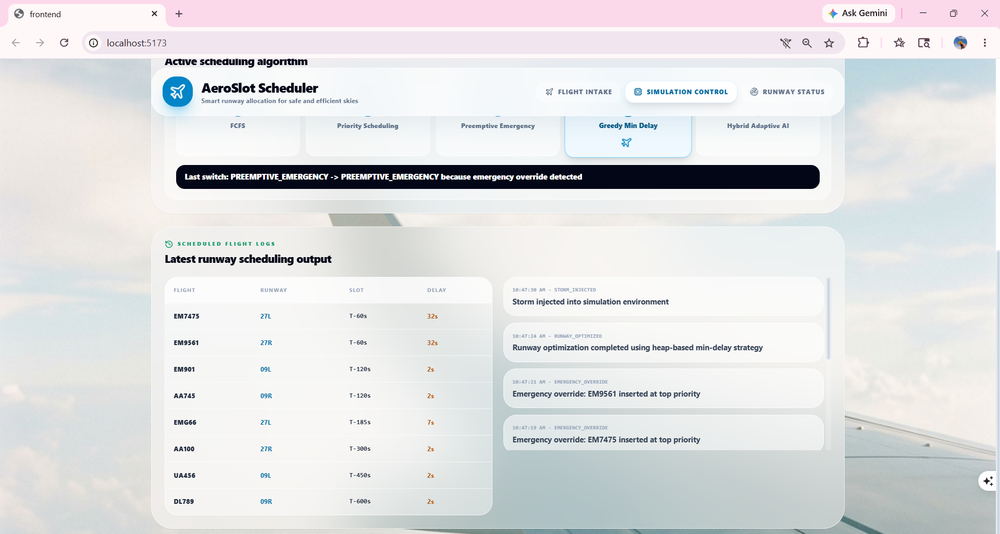 frontend
Ask Gemini
localhost:5173
Active scheduling algorithm
AeroSlot Scheduler
Smart runway allocation for safe and efficient skies
FLIGHT INTAKE
SIMULATION CONTROL
RUNWAY STATUS
FCFS
Priority Scheduling
Preemptive Emergency
Greedy Min Delay
Hybrid Adaptive AI
Last switch: PREEMPTIVE_EMERGENCY -> PREEMPTIVE_EMERGENCY because emergency override detected
SCHEDULED FLIGHT LOGS
Latest runway scheduling output
FLIGHT RUNWAY SLOT DELAY
EM7475 27L T-60s 32s
EM9561 27R T-60s 32s
EM901 09L T-120s 2s
AA745 09R T-120s 2s
EMG66 27L T-185s 7s
AA100 27R T-300s 2s
UA456 09L T-450s 2s
DL789 09R T-600s 2s
10:47:30 AM - STORM_INJECTED
Storm injected into simulation environment
10:47:24 AM - RUNWAY_OPTIMIZED
Runway optimization completed using heap-based min-delay strategy
10:47:21 AM - EMERGENCY_OVERRIDE
Emergency override: EM9561 inserted at top priority
10:47:19 AM - EMERGENCY_OVERRIDE
Emergency override: EM7475 inserted at top priority